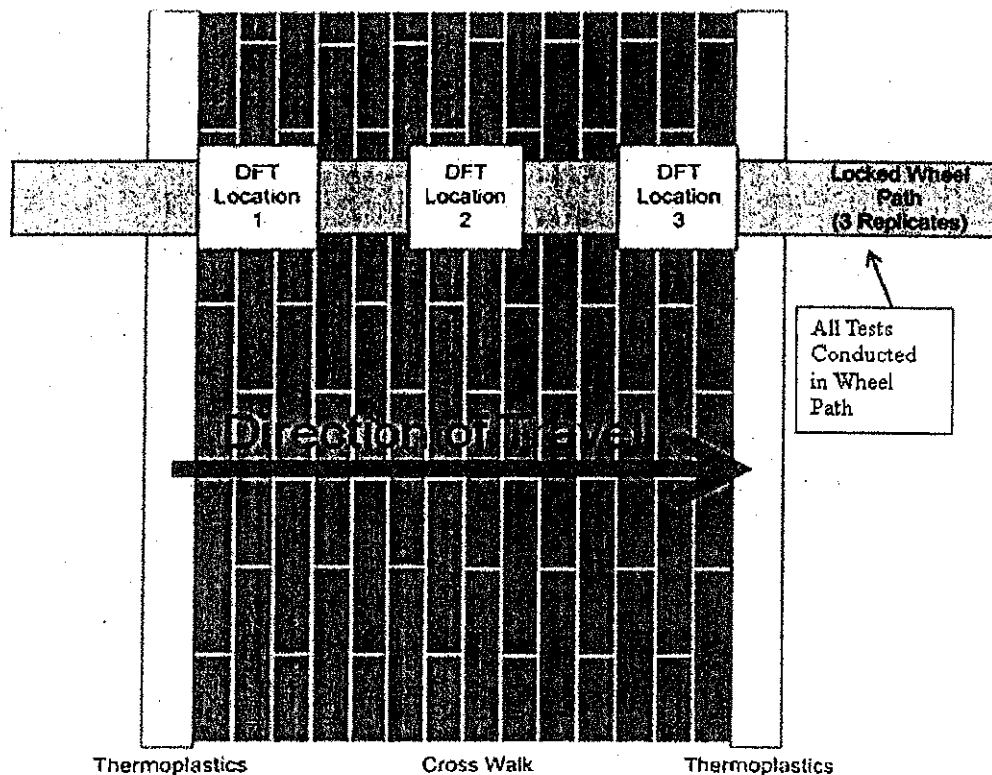 DFT
Location
1
DFT
Location
2
DFT
Location
3
Locked Wheel
Path
(3 Replicates)
All Tests
Conducted
in Wheel
Path
Direction of Travel
Thermoplastics
Cross Walk
Thermoplastics